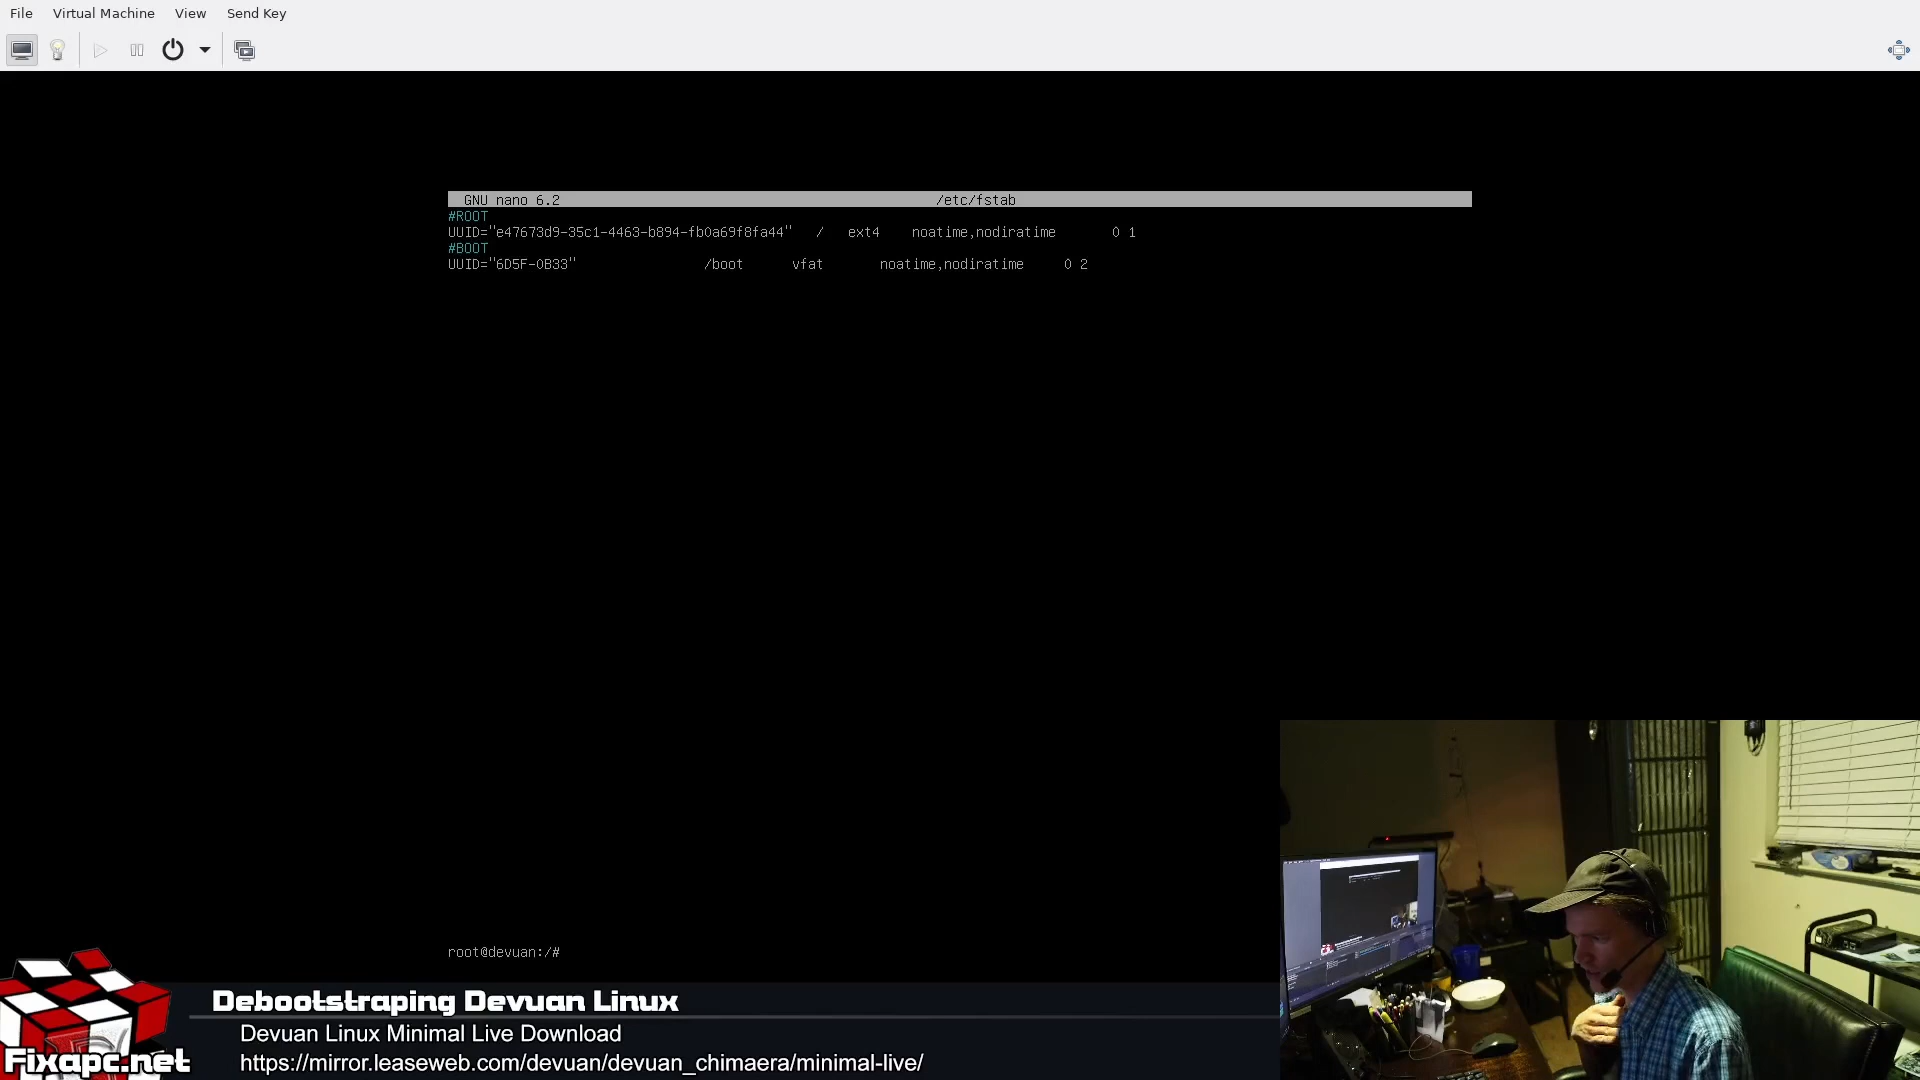 File Virtual Machine View Send Key
GNU nano 6.2 /etc/fstab
#ROOT
UUID="e47673d9-35c1-4463-b894-fb0a69f8fa44" / ext4 noatime,nodiratime 0 1
#BOOT
UUID="6D5F-0B33" /boot vfat noatime,nodiratime 0 2
root@devuan:/#
Debootstraping Devuan Linux
Devuan Linux Minimal Live Download
https://mirror.leaseweb.com/devuan/devuan_chimaera/minimal-live/
Fixapc.net